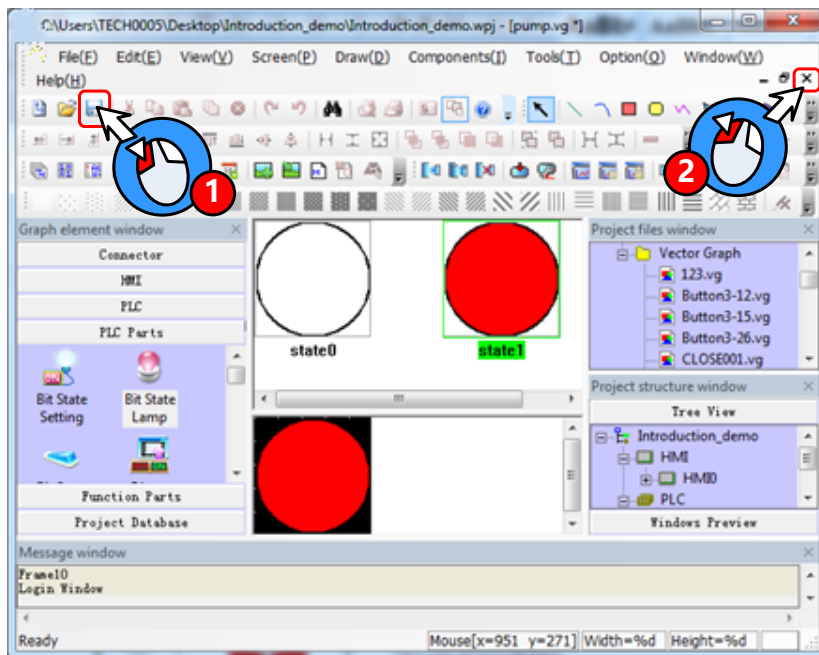 C:\Users\TECH0005\Desktop\Introduction_demo\Introduction_demo.wpj - [pump.vg *]
File(F) Edit(E) View(V) Screen(P) Draw(D) Components(J) Tools(T) Option(O) Window(W)
Help(H)
1
2
Graph element window
Connector
HMI
PLC
PLC Parts
Bit State
Setting
Bit State
Lamp
Function Parts
Project Database
state0
state1
Project files window
Vector Graph
123.vg
Button3-12.vg
Button3-15.vg
Button3-26.vg
CLOSE001.vg
Project structure window
Tree View
Introduction_demo
HMI
HMI0
PLC
Windows Preview
Message window
Frame10
Login Window
Ready
Mouse[x=951 y=271] Width=%d Height=%d